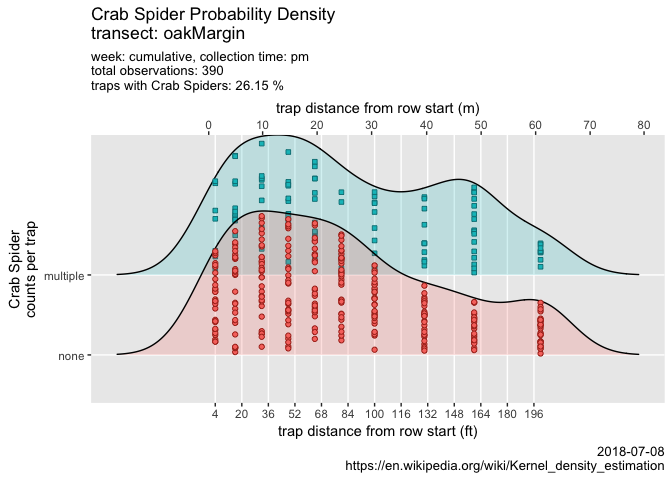 Crab Spider Probability Density
transect: oakMargin
week: cumulative, collection time: pm
total observations: 390
traps with Crab Spiders: 26.15 %
trap distance from row start (m)
0 10 20 30 40 50 60 70 80
Crab Spider
counts per trap
multiple
none
4 20 36 52 68 84 100 116 132 148 164 180 196
trap distance from row start (ft)
2018-07-08
https://en.wikipedia.org/wiki/Kernel_density_estimation